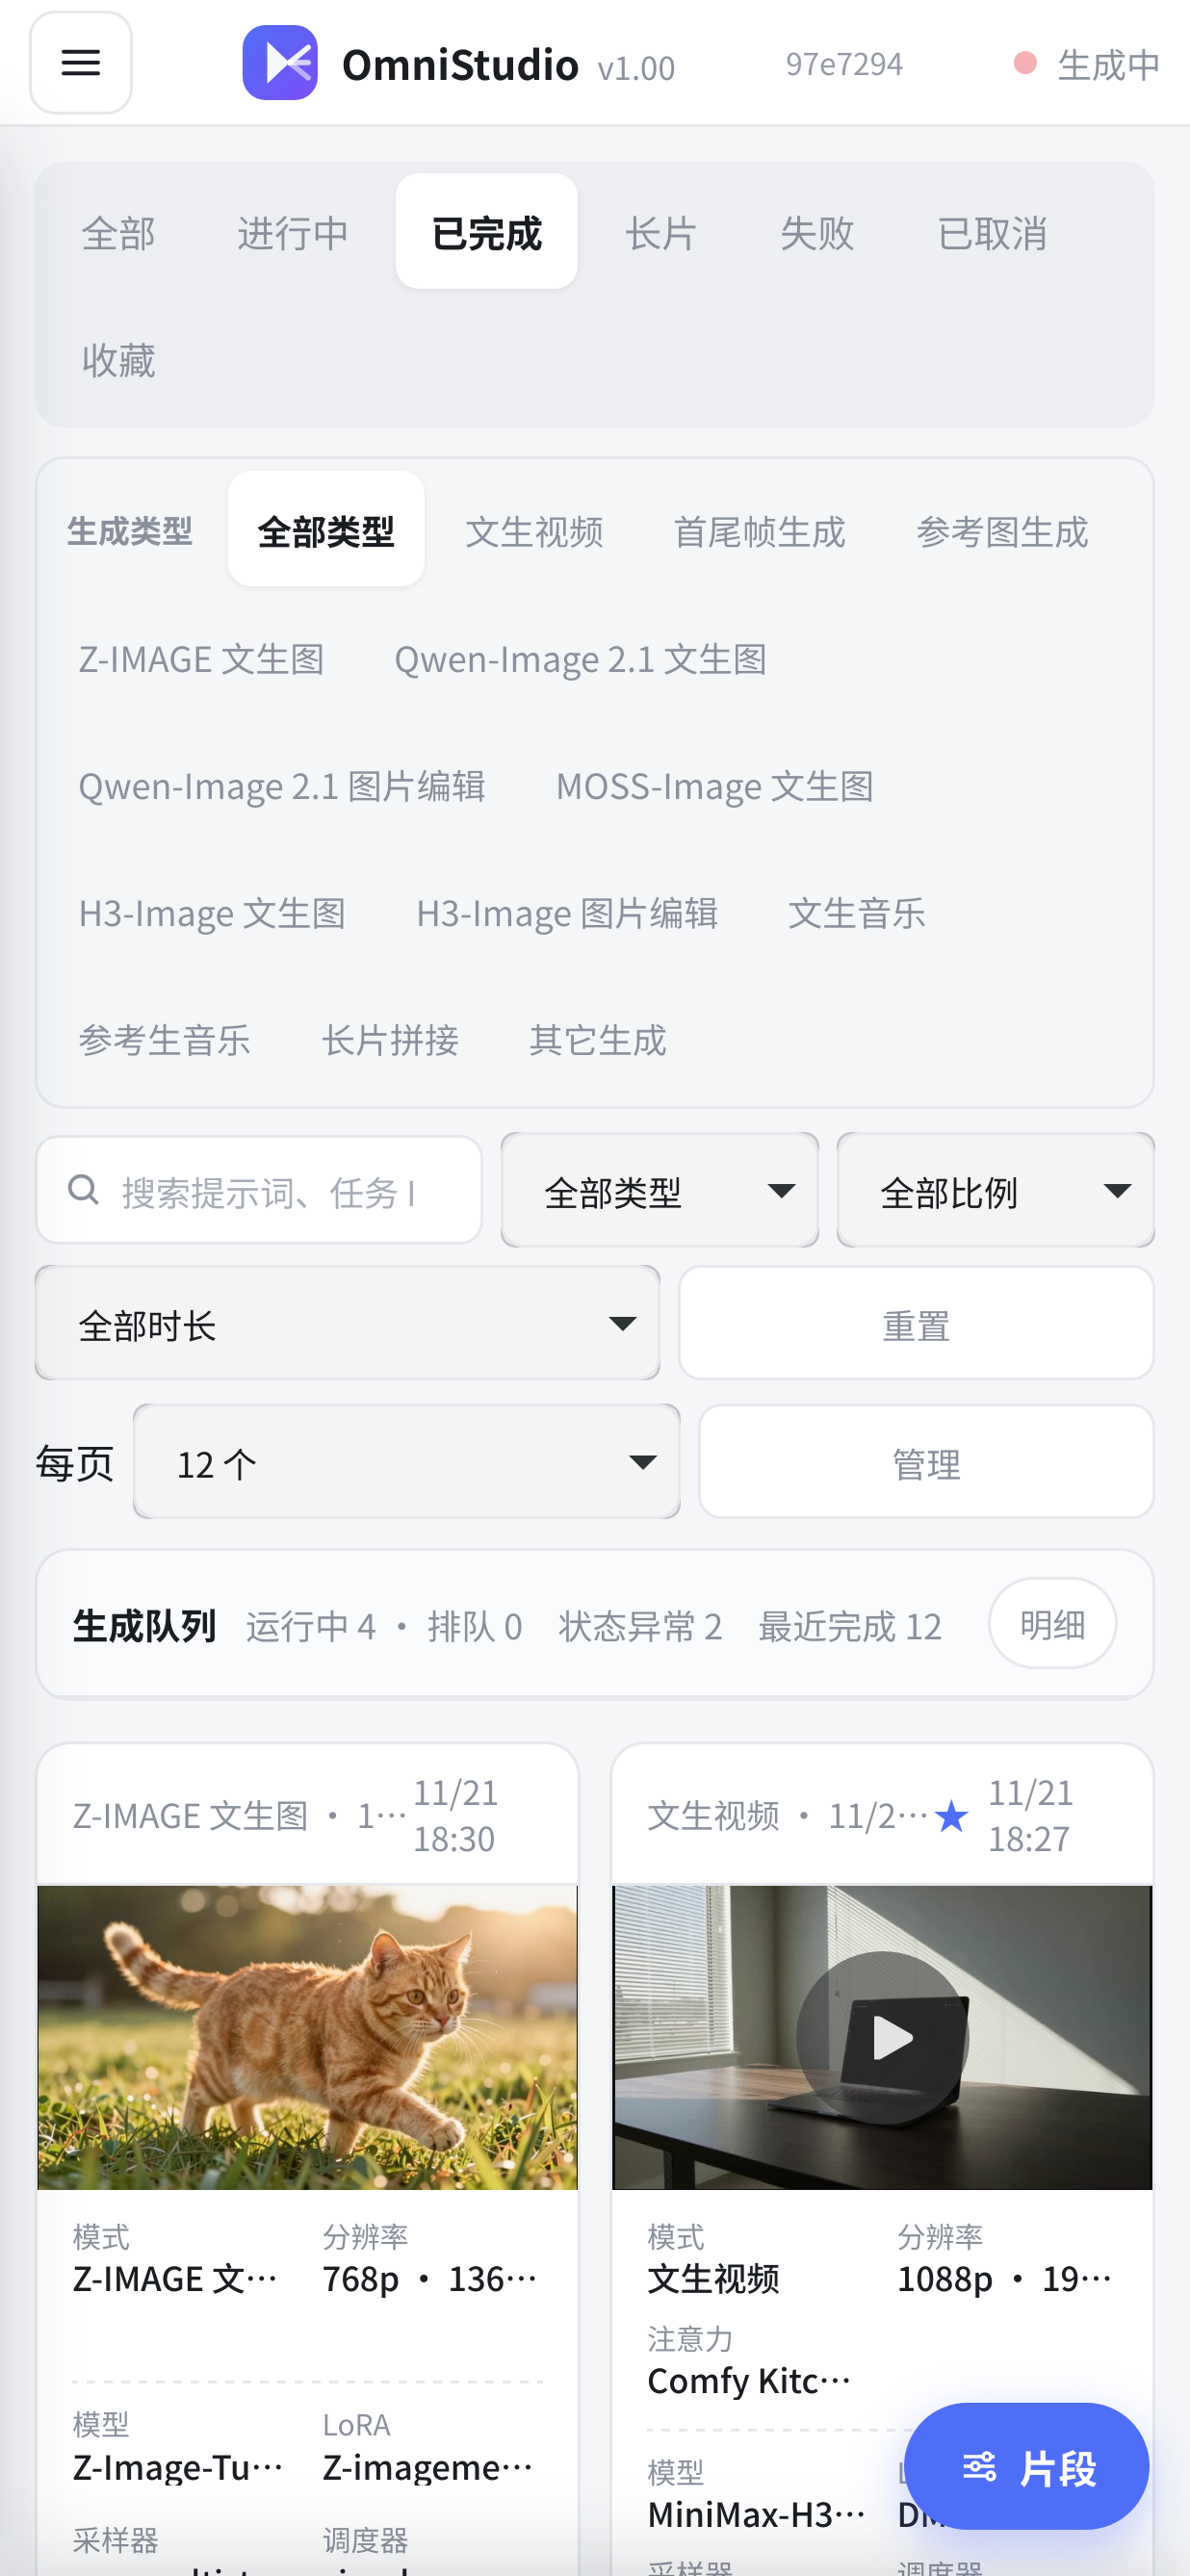 OmniStudio v1.00 97e7294 生成中
全部 进行中 已完成 长片 失败 已取消
收藏
生成类型 全部类型 文生视频 首尾帧生成 参考图生成
Z-IMAGE 文生图 Qwen-Image 2.1 文生图
Qwen-Image 2.1 图片编辑 MOSS-Image 文生图
H3-Image 文生图 H3-Image 图片编辑 文生音乐
参考生音乐 长片拼接 其它生成
搜索提示词、任务 I 全部类型 全部比例
全部时长 重置
每页 12 个 管理
生成队列 运行中 4 · 排队 0 状态异常 2 最近完成 12 明细
Z-IMAGE 文生图 · 1… 11/21 18:30
文生视频 · 11/2… ★ 11/21 18:27
模式 分辨率
Z-IMAGE 文… 768p · 136…
模型 LoRA
Z-Image-Tu… Z-imageme…
采样器 调度器
模式 分辨率
文生视频 1088p · 19…
注意力
Comfy Kitc…
模型
MiniMax-H3…
采样器 调度器
片段